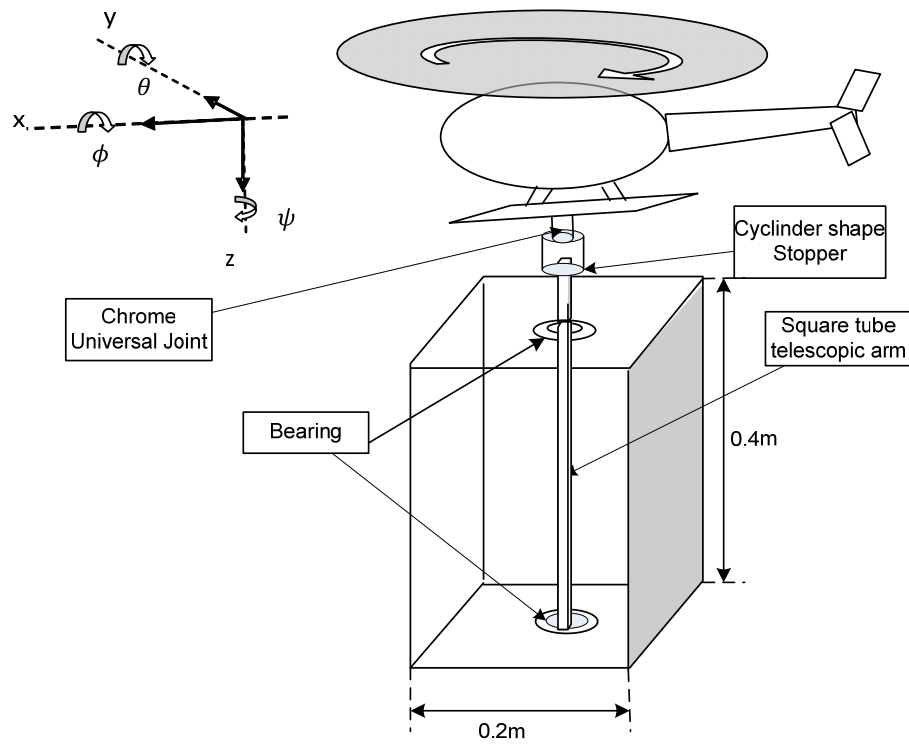 y
θ
x
ϕ
ψ
z
Cyclinder shape
Stopper
Chrome
Universal Joint
Square tube
telescopic arm
Bearing
0.4m
0.2m